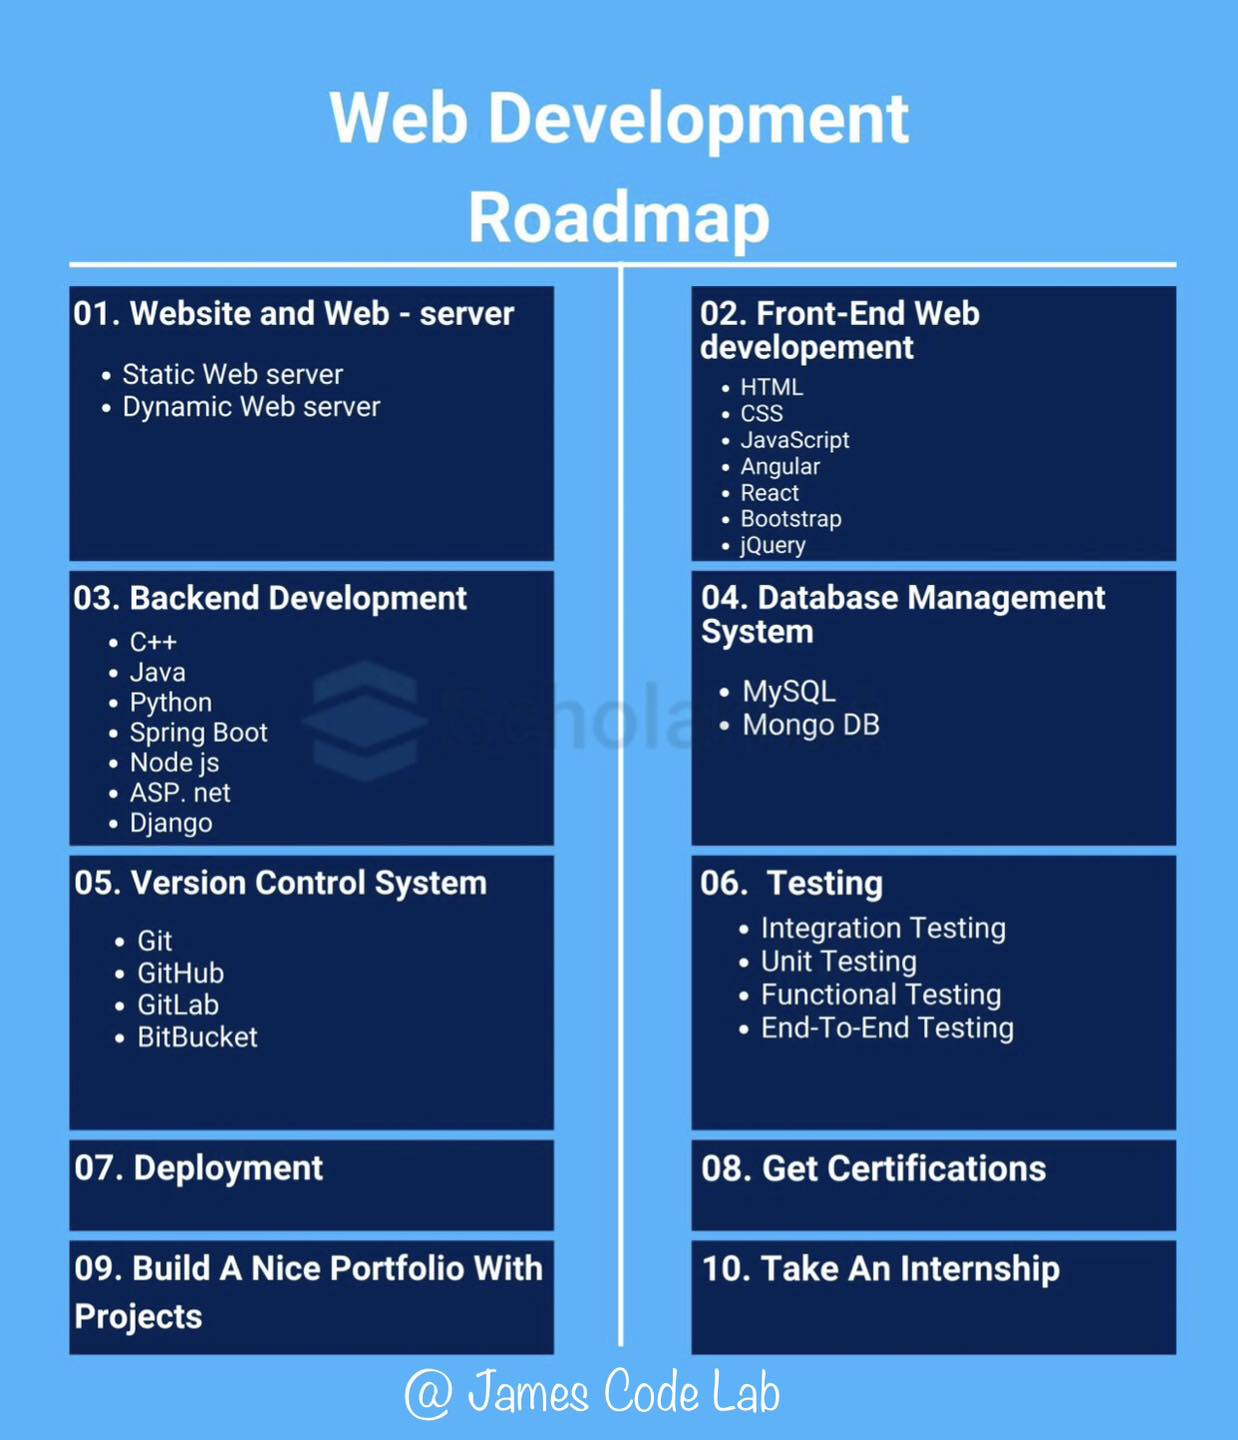 Web Development
Roadmap
01. Website and Web - server
• Static Web server
• Dynamic Web server
02. Front-End Web
developement
• HTML
• CSS
• JavaScript
• Angular
• React
• Bootstrap
• jQuery
03. Backend Development
• C++
• Java
• Python
• Spring Boot
• Node js
• ASP. net
• Django
04. Database Management
System
• MySQL
• Mongo DB
05. Version Control System
• Git
• GitHub
• GitLab
• BitBucket
06. Testing
• Integration Testing
• Unit Testing
• Functional Testing
• End-To-End Testing
07. Deployment
08. Get Certifications
09. Build A Nice Portfolio With
Projects
10. Take An Internship
@ James Code Lab